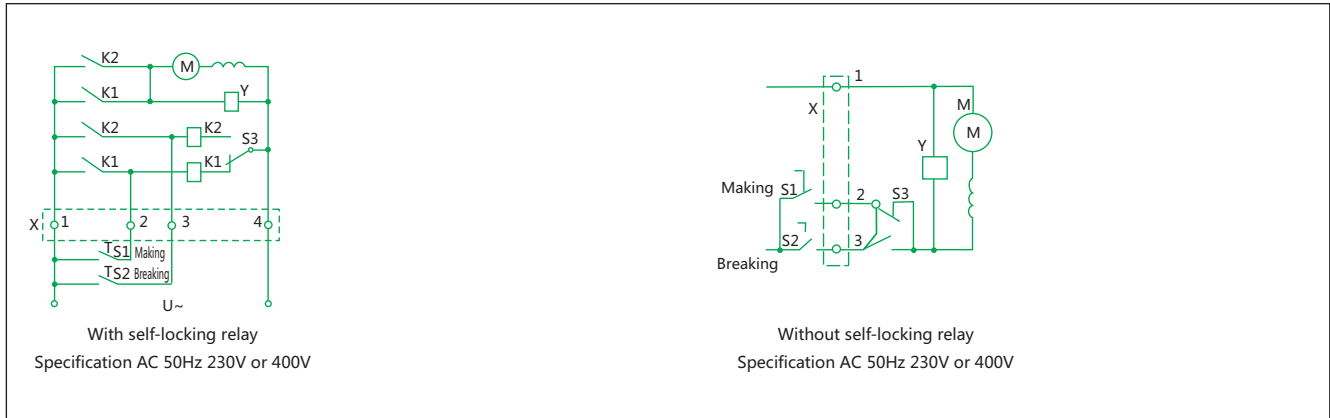 K2
M
K1
Y
K2
K2
S3
K1
K1
X
1
2
3
4
TS1 Making
TS2 Breaking
U~
With self-locking relay
Specification AC 50Hz 230V or 400V
1
X
M
M
Y
Making S1
2
S3
S2
3
Breaking
Without self-locking relay
Specification AC 50Hz 230V or 400V